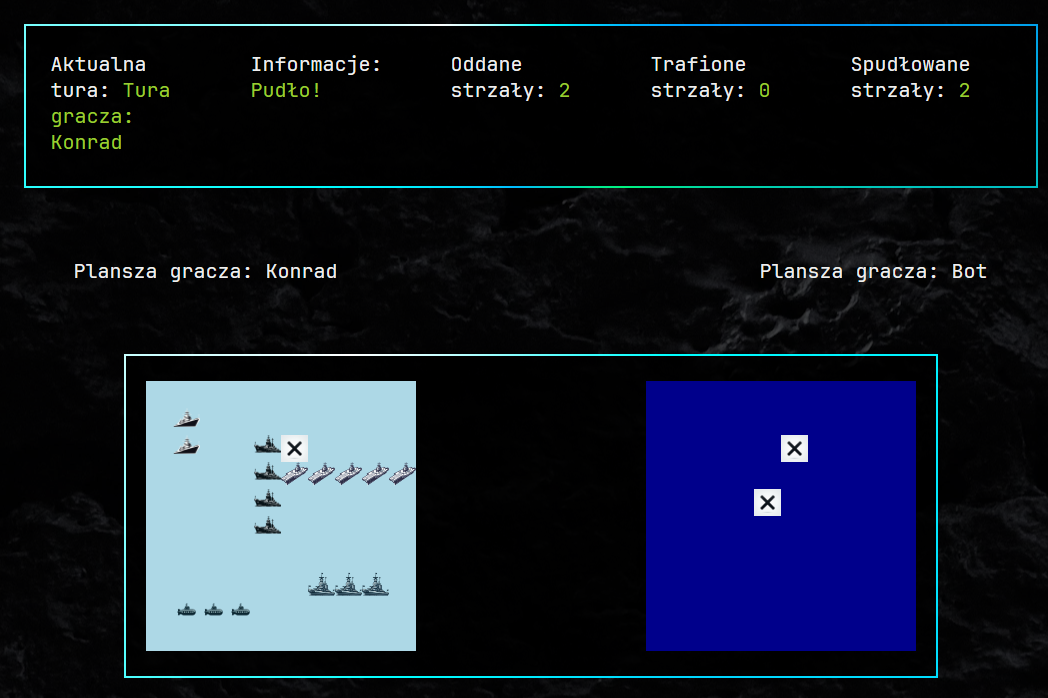 Aktualna
tura: Tura
gracza:
Konrad
Informacje:
Pudło!
Oddane
strzały: 2
Trafione
strzały: 0
Spudłowane
strzały: 2
Plansza gracza: Konrad
Plansza gracza: Bot